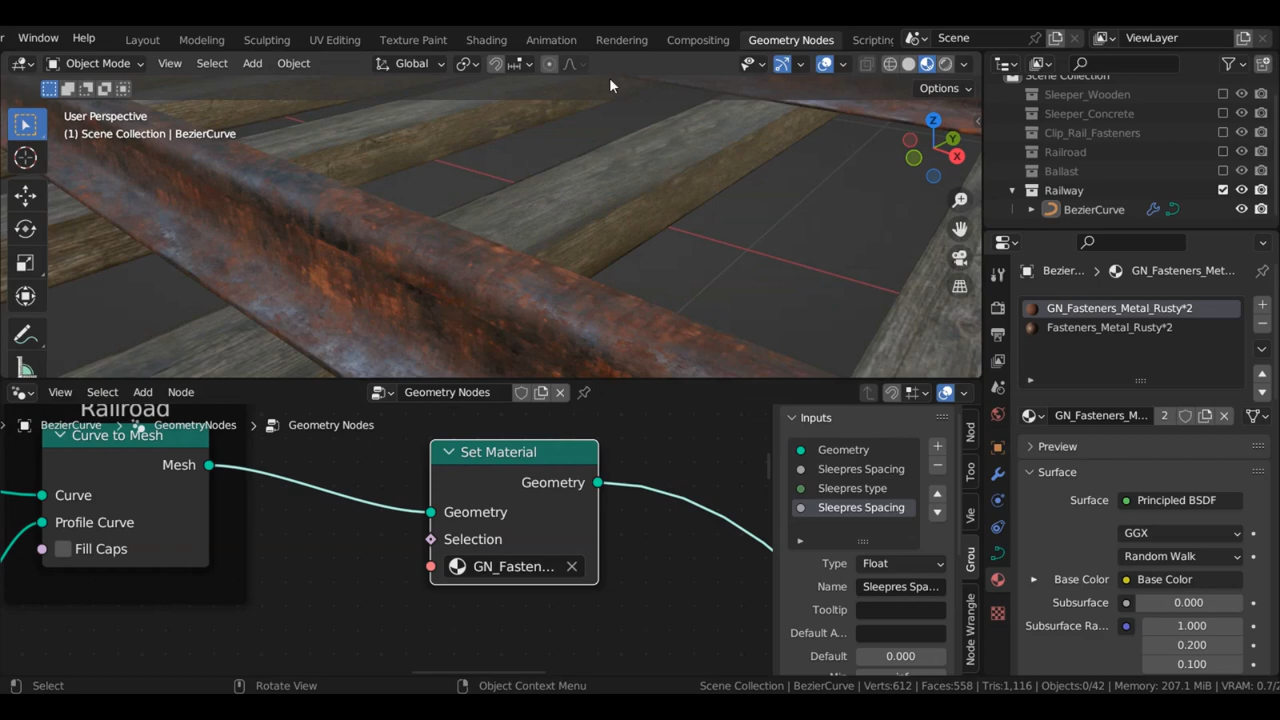 Window Help Layout Modeling Sculpting UV Editing Texture Paint Shading Animation Rendering Compositing Geometry Nodes Scripting Scene ViewLayer
Object Mode View Select Add Object Global
Options
User Perspective
(1) Scene Collection | BezierCurve
Z
Y
X
Scene Collection
Sleeper_Wooden
Sleeper_Concrete
Clip_Rail_Fasteners
Railroad
Ballast
Railway
BezierCurve
Bezier... GN_Fasteners_Met...
GN_Fasteners_Metal_Rusty*2
Fasteners_Metal_Rusty*2
GN_Fasteners_M... 2
Preview
Surface
Surface Principled BSDF
GGX
Random Walk
Base Color Base Color
Subsurface 0.000
Subsurface Ra... 1.000
0.200
0.100
View Select Add Node Geometry Nodes
BezierCurve GeometryNodes Geometry Nodes
Railroad
Curve to Mesh
Mesh
Curve
Profile Curve
Fill Caps
Set Material
Geometry
Geometry
Selection
GN_Fasten...
Inputs
Geometry
Sleepres Spacing
Sleepres type
Sleepres Spacing
Type Float
Name Sleepres Spa...
Tooltip
Default A...
Default 0.000
Nod
Too
Vie
Grou
Node Wrangle
Select Rotate View Object Context Menu Scene Collection | BezierCurve | Verts:612 | Faces:558 | Tris:1,116 | Objects:0/42 | Memory: 207.1 MiB | VRAM: 0.7/